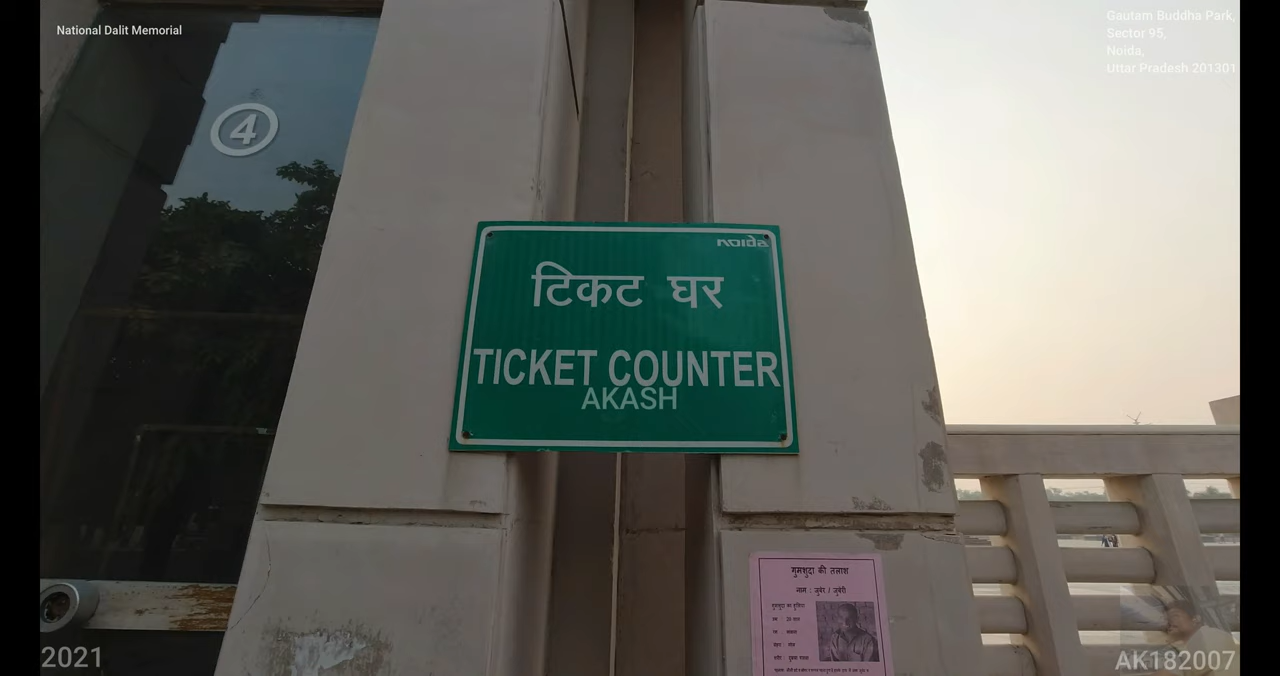 National Dalit Memorial
Gautam Buddha Park,
Sector 95,
Noida,
Uttar Pradesh 201301
4
noida
टिकट घर
TICKET COUNTER
AKASH
गुमशुदा की तलाश
नाम : जुबेर / जुबेरी
गुमशुदा का हुलिया
2021
AK182007